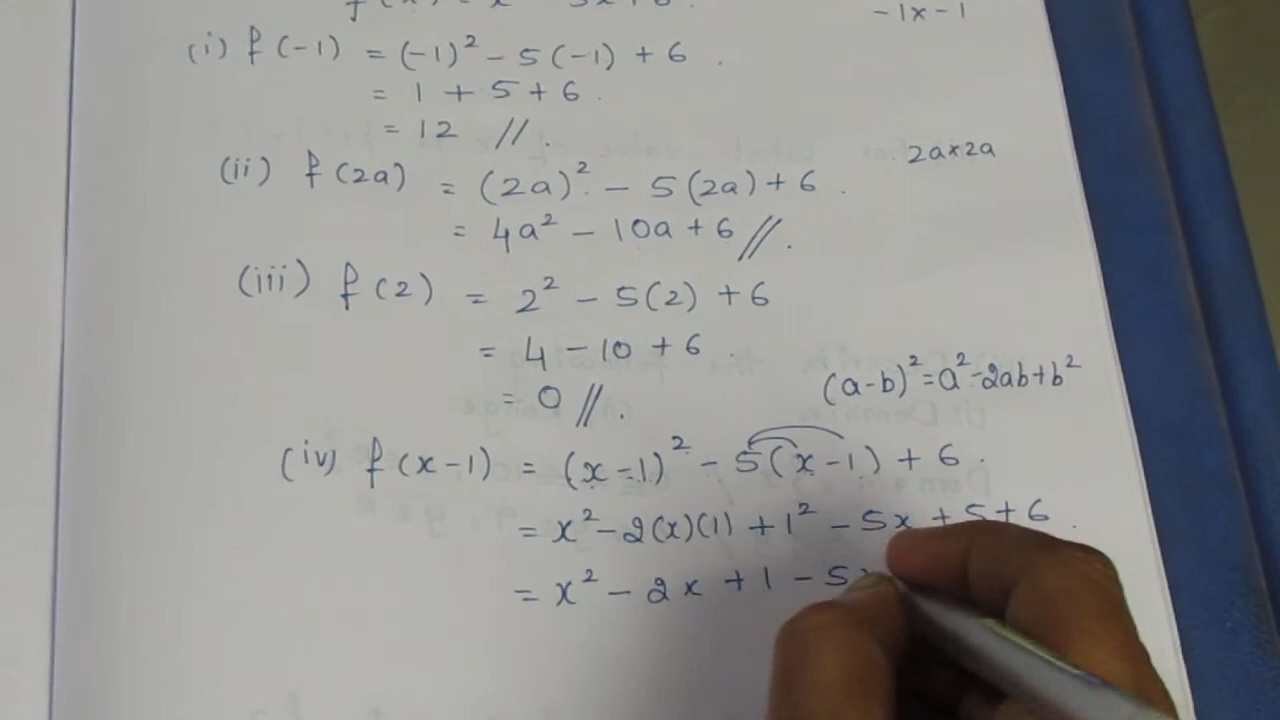 -1x-1
(i) f(-1) = (-1)² - 5(-1) + 6 .
= 1 + 5 + 6 .
= 12 // .
2a×2a
(ii) f(2a) = (2a)² - 5(2a) + 6 .
= 4a² - 10a + 6 // .
(iii) f(2) = 2² - 5(2) + 6
= 4 - 10 + 6 .
= 0 // .
(a-b)² = a² - 2ab + b²
(iv) f(x-1) = (x-1)² - 5(x-1) + 6 .
= x² - 2(x)(1) + 1² - 5x + 5 + 6 .
= x² - 2x + 1 - 5x